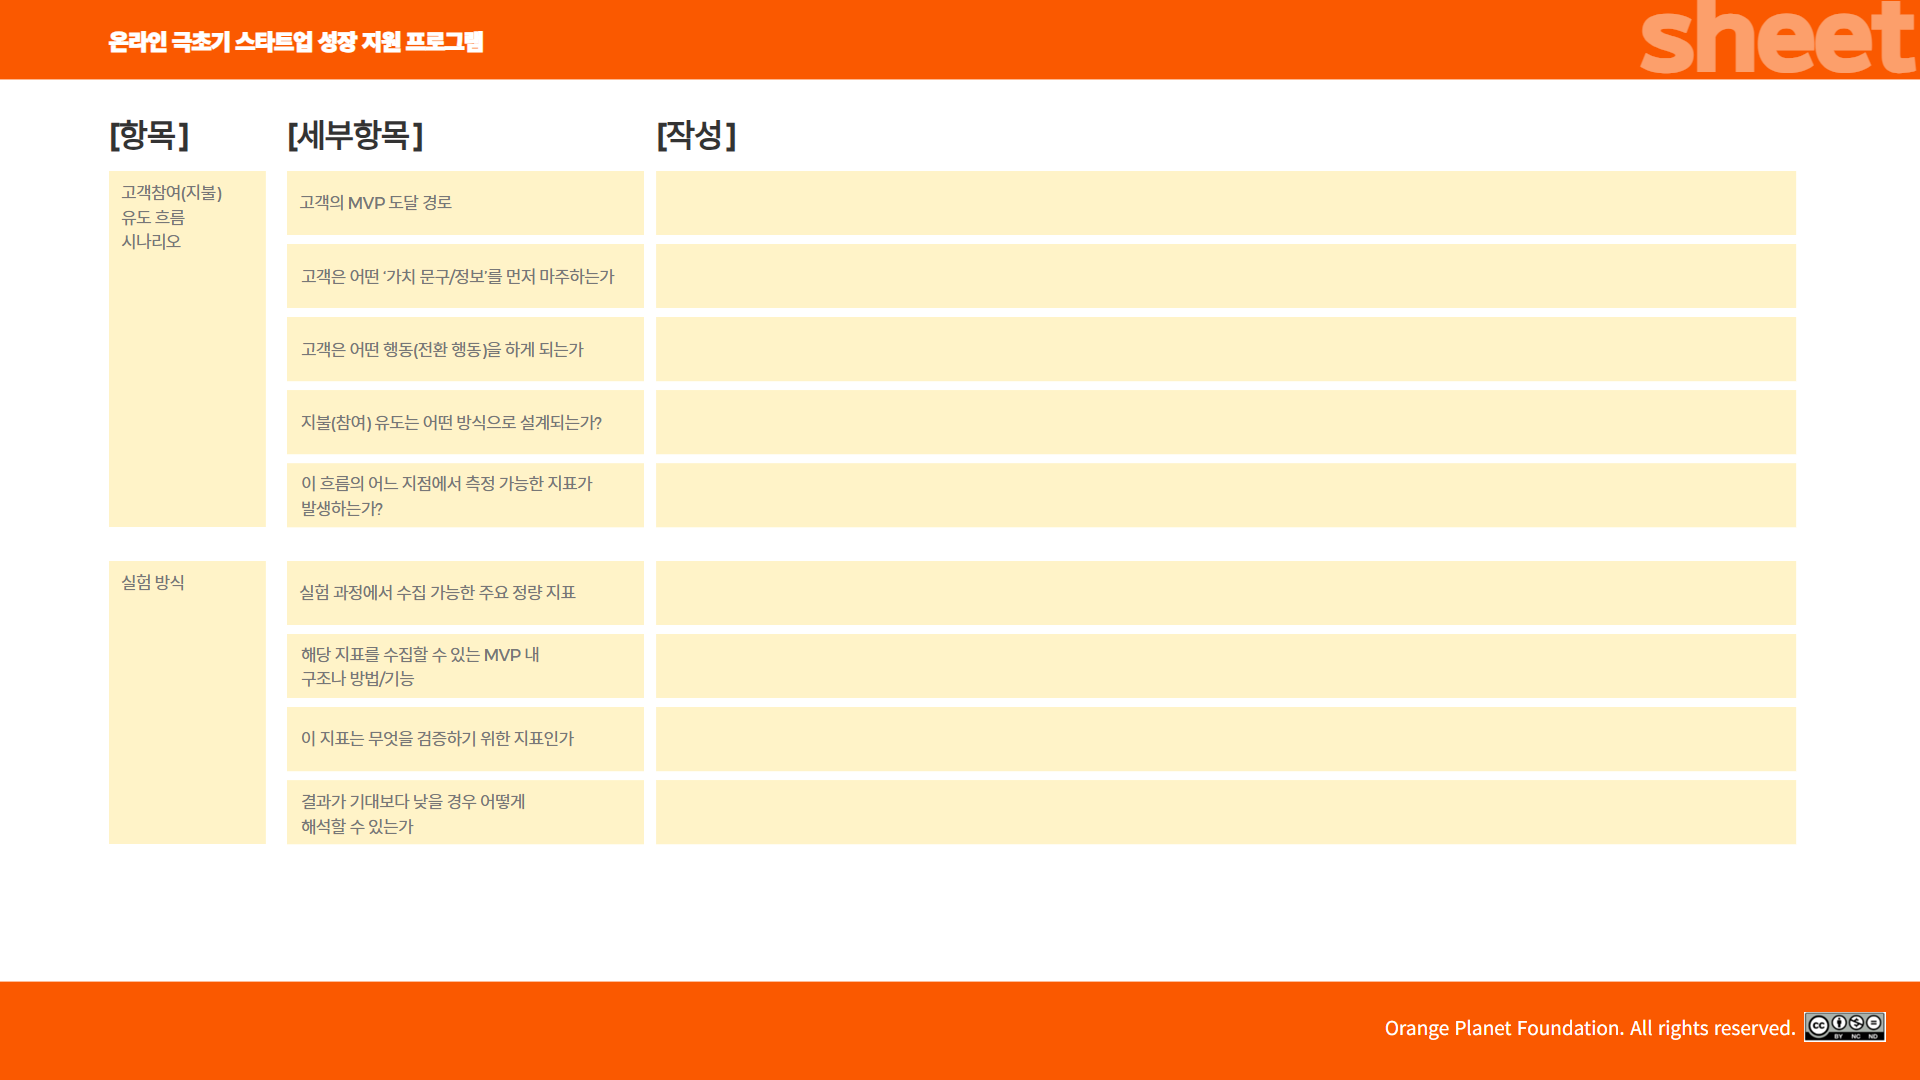 온라인 극초기 스타트업 성장 지원 프로그램
sheet
[항목]
[세부항목]
[작성]
고객참여(지불)
유도 흐름
시나리오
고객의 MVP 도달 경로
고객은 어떤 ‘가치 문구/정보’를 먼저 마주하는가
고객은 어떤 행동(전환 행동)을 하게 되는가
지불(참여) 유도는 어떤 방식으로 설계되는가?
이 흐름의 어느 지점에서 측정 가능한 지표가
발생하는가?
실험 방식
실험 과정에서 수집 가능한 주요 정량 지표
해당 지표를 수집할 수 있는 MVP 내
구조나 방법/기능
이 지표는 무엇을 검증하기 위한 지표인가
결과가 기대보다 낮을 경우 어떻게
해석할 수 있는가
Orange Planet Foundation. All rights reserved.
cc
BY NC ND